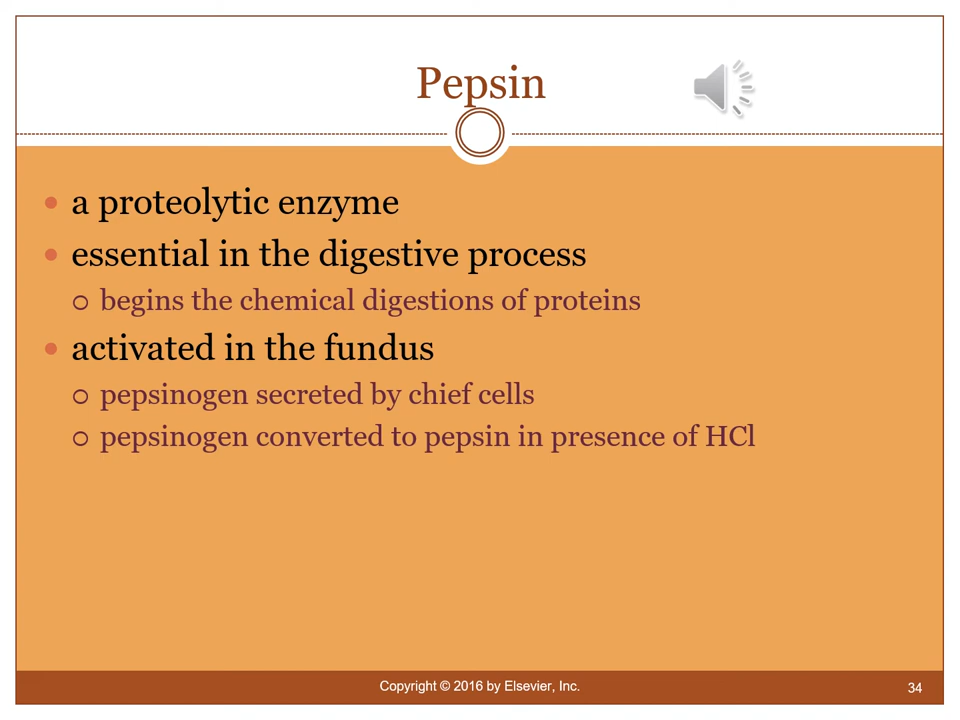 Pepsin
a proteolytic enzyme
essential in the digestive process
begins the chemical digestions of proteins
activated in the fundus
pepsinogen secreted by chief cells
pepsinogen converted to pepsin in presence of HCl
Copyright © 2016 by Elsevier, Inc.
34